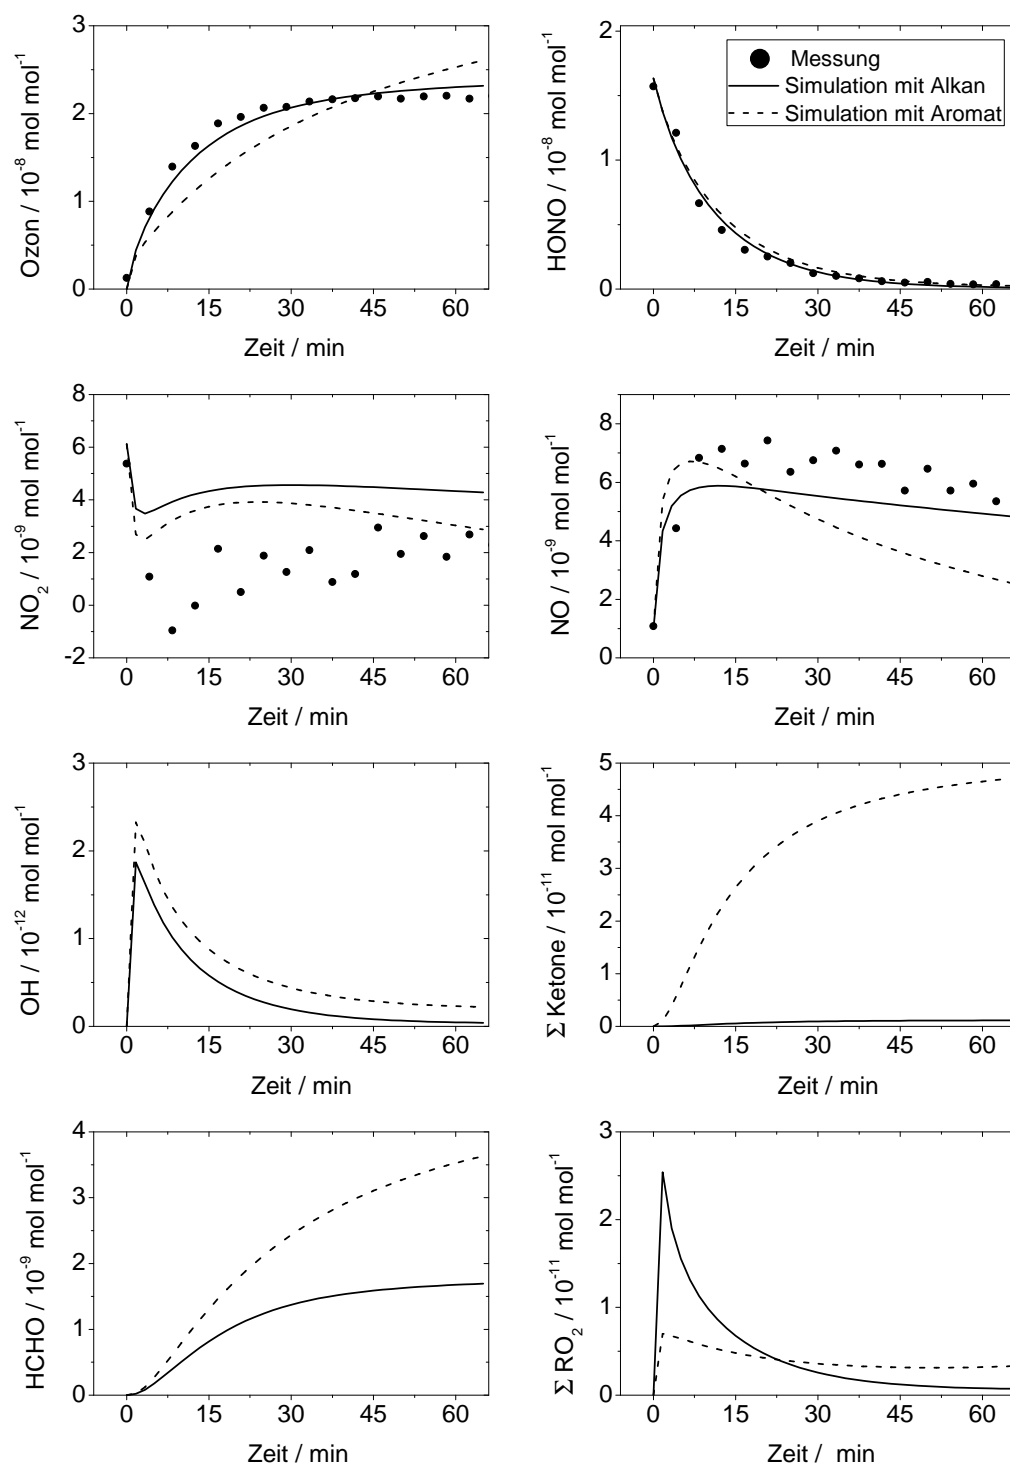 Ozon / 10⁻⁸ mol mol⁻¹
3
2
1
0
0 15 30 45 60
Zeit / min
HONO / 10⁻⁸ mol mol⁻¹
2
1
0
0 15 30 45 60
Zeit / min
Messung
Simulation mit Alkan
Simulation mit Aromat
NO₂ / 10⁻⁹ mol mol⁻¹
8
6
4
2
0
-2
0 15 30 45 60
Zeit / min
NO / 10⁻⁹ mol mol⁻¹
8
6
4
2
0
0 15 30 45 60
Zeit / min
OH / 10⁻¹² mol mol⁻¹
3
2
1
0
0 15 30 45 60
Zeit / min
Σ Ketone / 10⁻¹¹ mol mol⁻¹
5
4
3
2
1
0
0 15 30 45 60
Zeit / min
HCHO / 10⁻⁹ mol mol⁻¹
4
3
2
1
0
0 15 30 45 60
Zeit / min
Σ RO₂ / 10⁻¹¹ mol mol⁻¹
3
2
1
0
0 15 30 45 60
Zeit / min